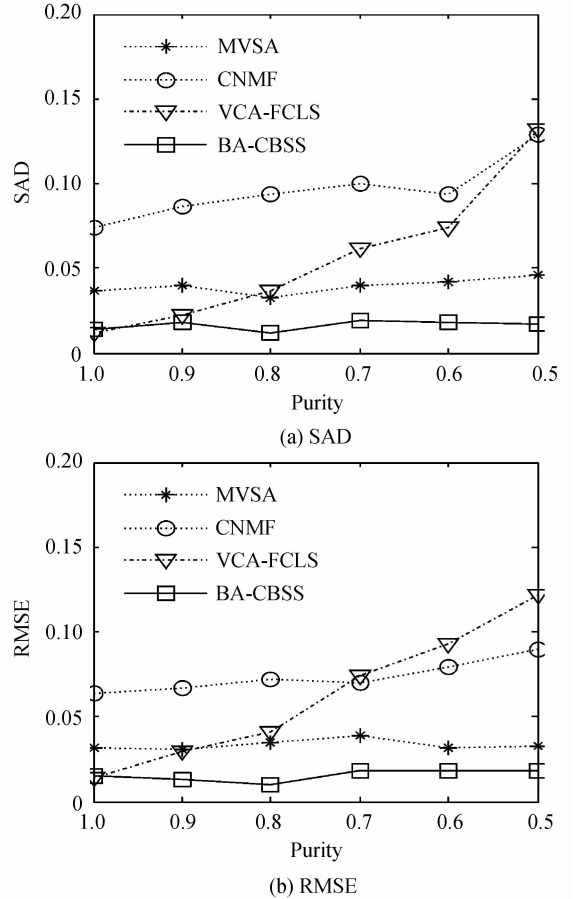 0.20
MVSA
CNMF
VCA-FCLS
BA-CBSS
0.15
0.10
0.05
0
SAD
1.0 0.9 0.8 0.7 0.6 0.5
Purity
(a) SAD
0.20
MVSA
CNMF
VCA-FCLS
BA-CBSS
0.15
0.10
0.05
0
RMSE
1.0 0.9 0.8 0.7 0.6 0.5
Purity
(b) RMSE